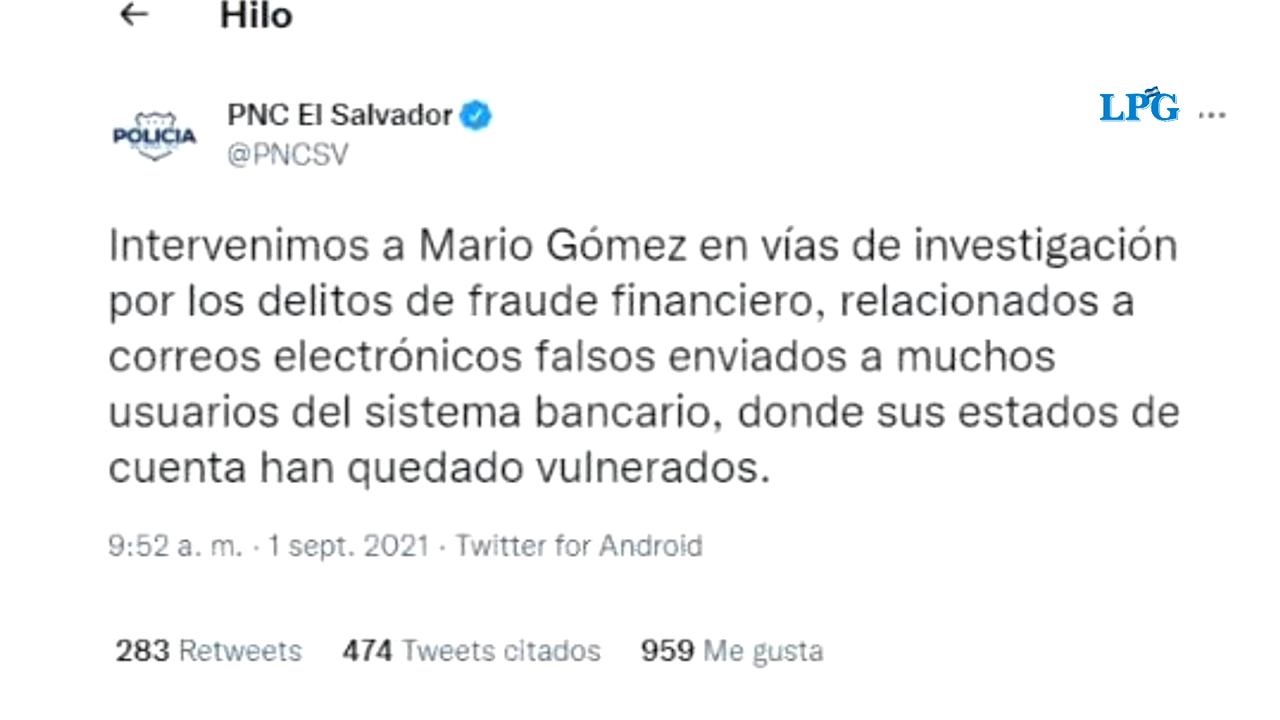 Hilo
PNC El Salvador
LPG
POLICIA
@PNCSV
Intervenimos a Mario Gómez en vías de investigación
por los delitos de fraude financiero, relacionados a
correos electrónicos falsos enviados a muchos
usuarios del sistema bancario, donde sus estados de
cuenta han quedado vulnerados.
9:52 a. m. · 1 sept. 2021 · Twitter for Android
283 Retweets 474 Tweets citados 959 Me gusta